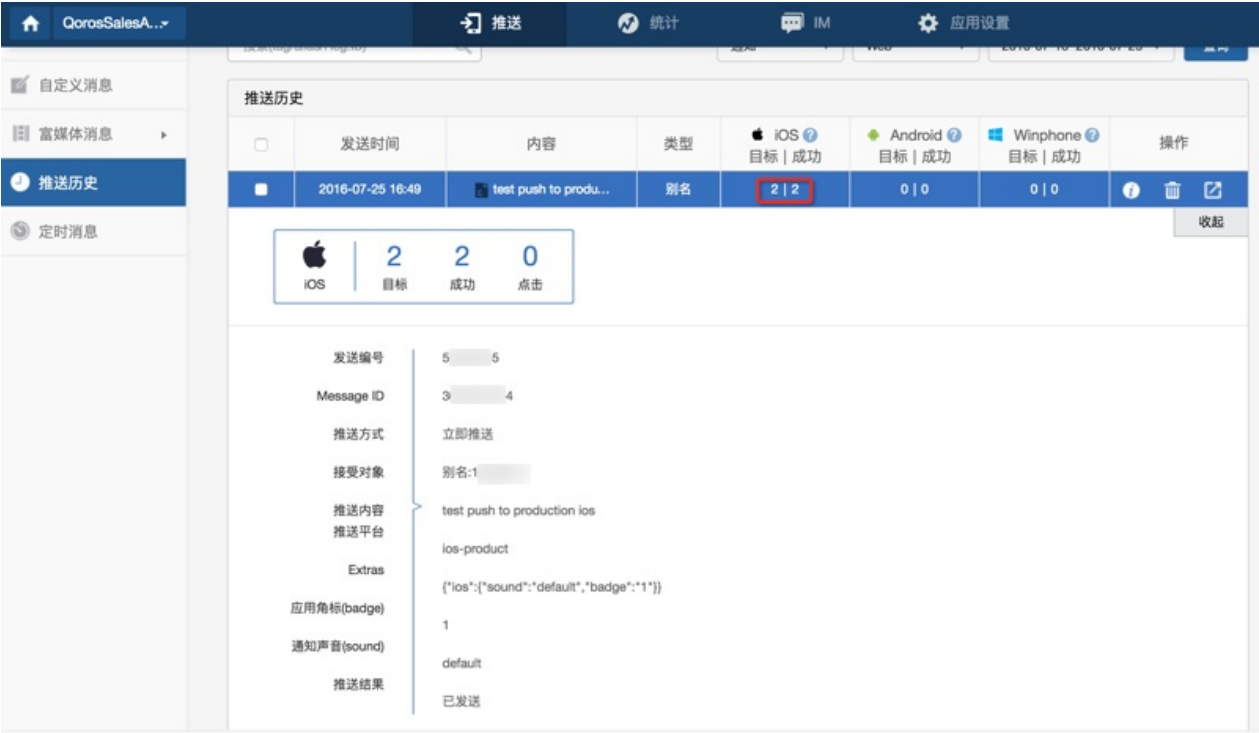 QorosSalesA...
推送
统计
IM
应用设置
自定义消息
富媒体消息
推送历史
定时消息
推送历史
发送时间 内容 类型 iOS Android Winphone 操作
目标 | 成功 目标 | 成功 目标 | 成功
2016-07-25 16:49 test push to produ... 别名 2 | 2 0 | 0 0 | 0
收起
2 2 0
iOS 目标 成功 点击
发送编号 5 5
Message ID 3 4
推送方式 立即推送
接受对象 别名:1
推送内容 test push to production ios
推送平台
ios-product
Extras
{"ios":{"sound":"default","badge":"1"}}
应用角标(badge)
1
通知声音(sound)
default
推送结果
已发送